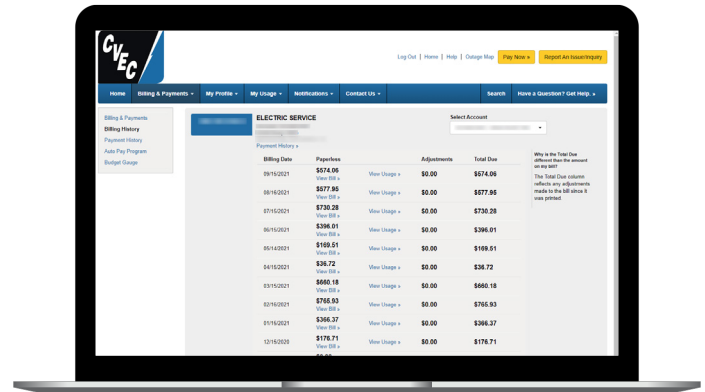 CVEC
Log Out | Home | Help | Outage Map Pay Now » Report An Issue/Inquiry
Home Billing & Payments My Profile My Usage Notifications Contact Us Search Have a Question? Get Help. »
Billing & Payments
Billing History
Payment History
Auto Pay Program
Budget Gauge
ELECTRIC SERVICE
Select Account
Payment History »
Billing Date Paperless Adjustments Total Due
09/15/2021 $574.06 View Usage » $0.00 $574.06
View Bill »
08/16/2021 $577.95 View Usage » $0.00 $577.95
View Bill »
07/15/2021 $730.28 View Usage » $0.00 $730.28
View Bill »
06/15/2021 $396.01 View Usage » $0.00 $396.01
View Bill »
05/14/2021 $169.51 View Usage » $0.00 $169.51
View Bill »
04/15/2021 $36.72 View Usage » $0.00 $36.72
View Bill »
03/15/2021 $660.18 View Usage » $0.00 $660.18
View Bill »
02/16/2021 $765.93 View Usage » $0.00 $765.93
View Bill »
01/15/2021 $366.37 View Usage » $0.00 $366.37
View Bill »
12/15/2020 $176.71 View Usage » $0.00 $176.71
View Bill »
Why is the Total Due
different than the amount
on my bill?
The Total Due column
reflects any adjustments
made to the bill since it
was printed.